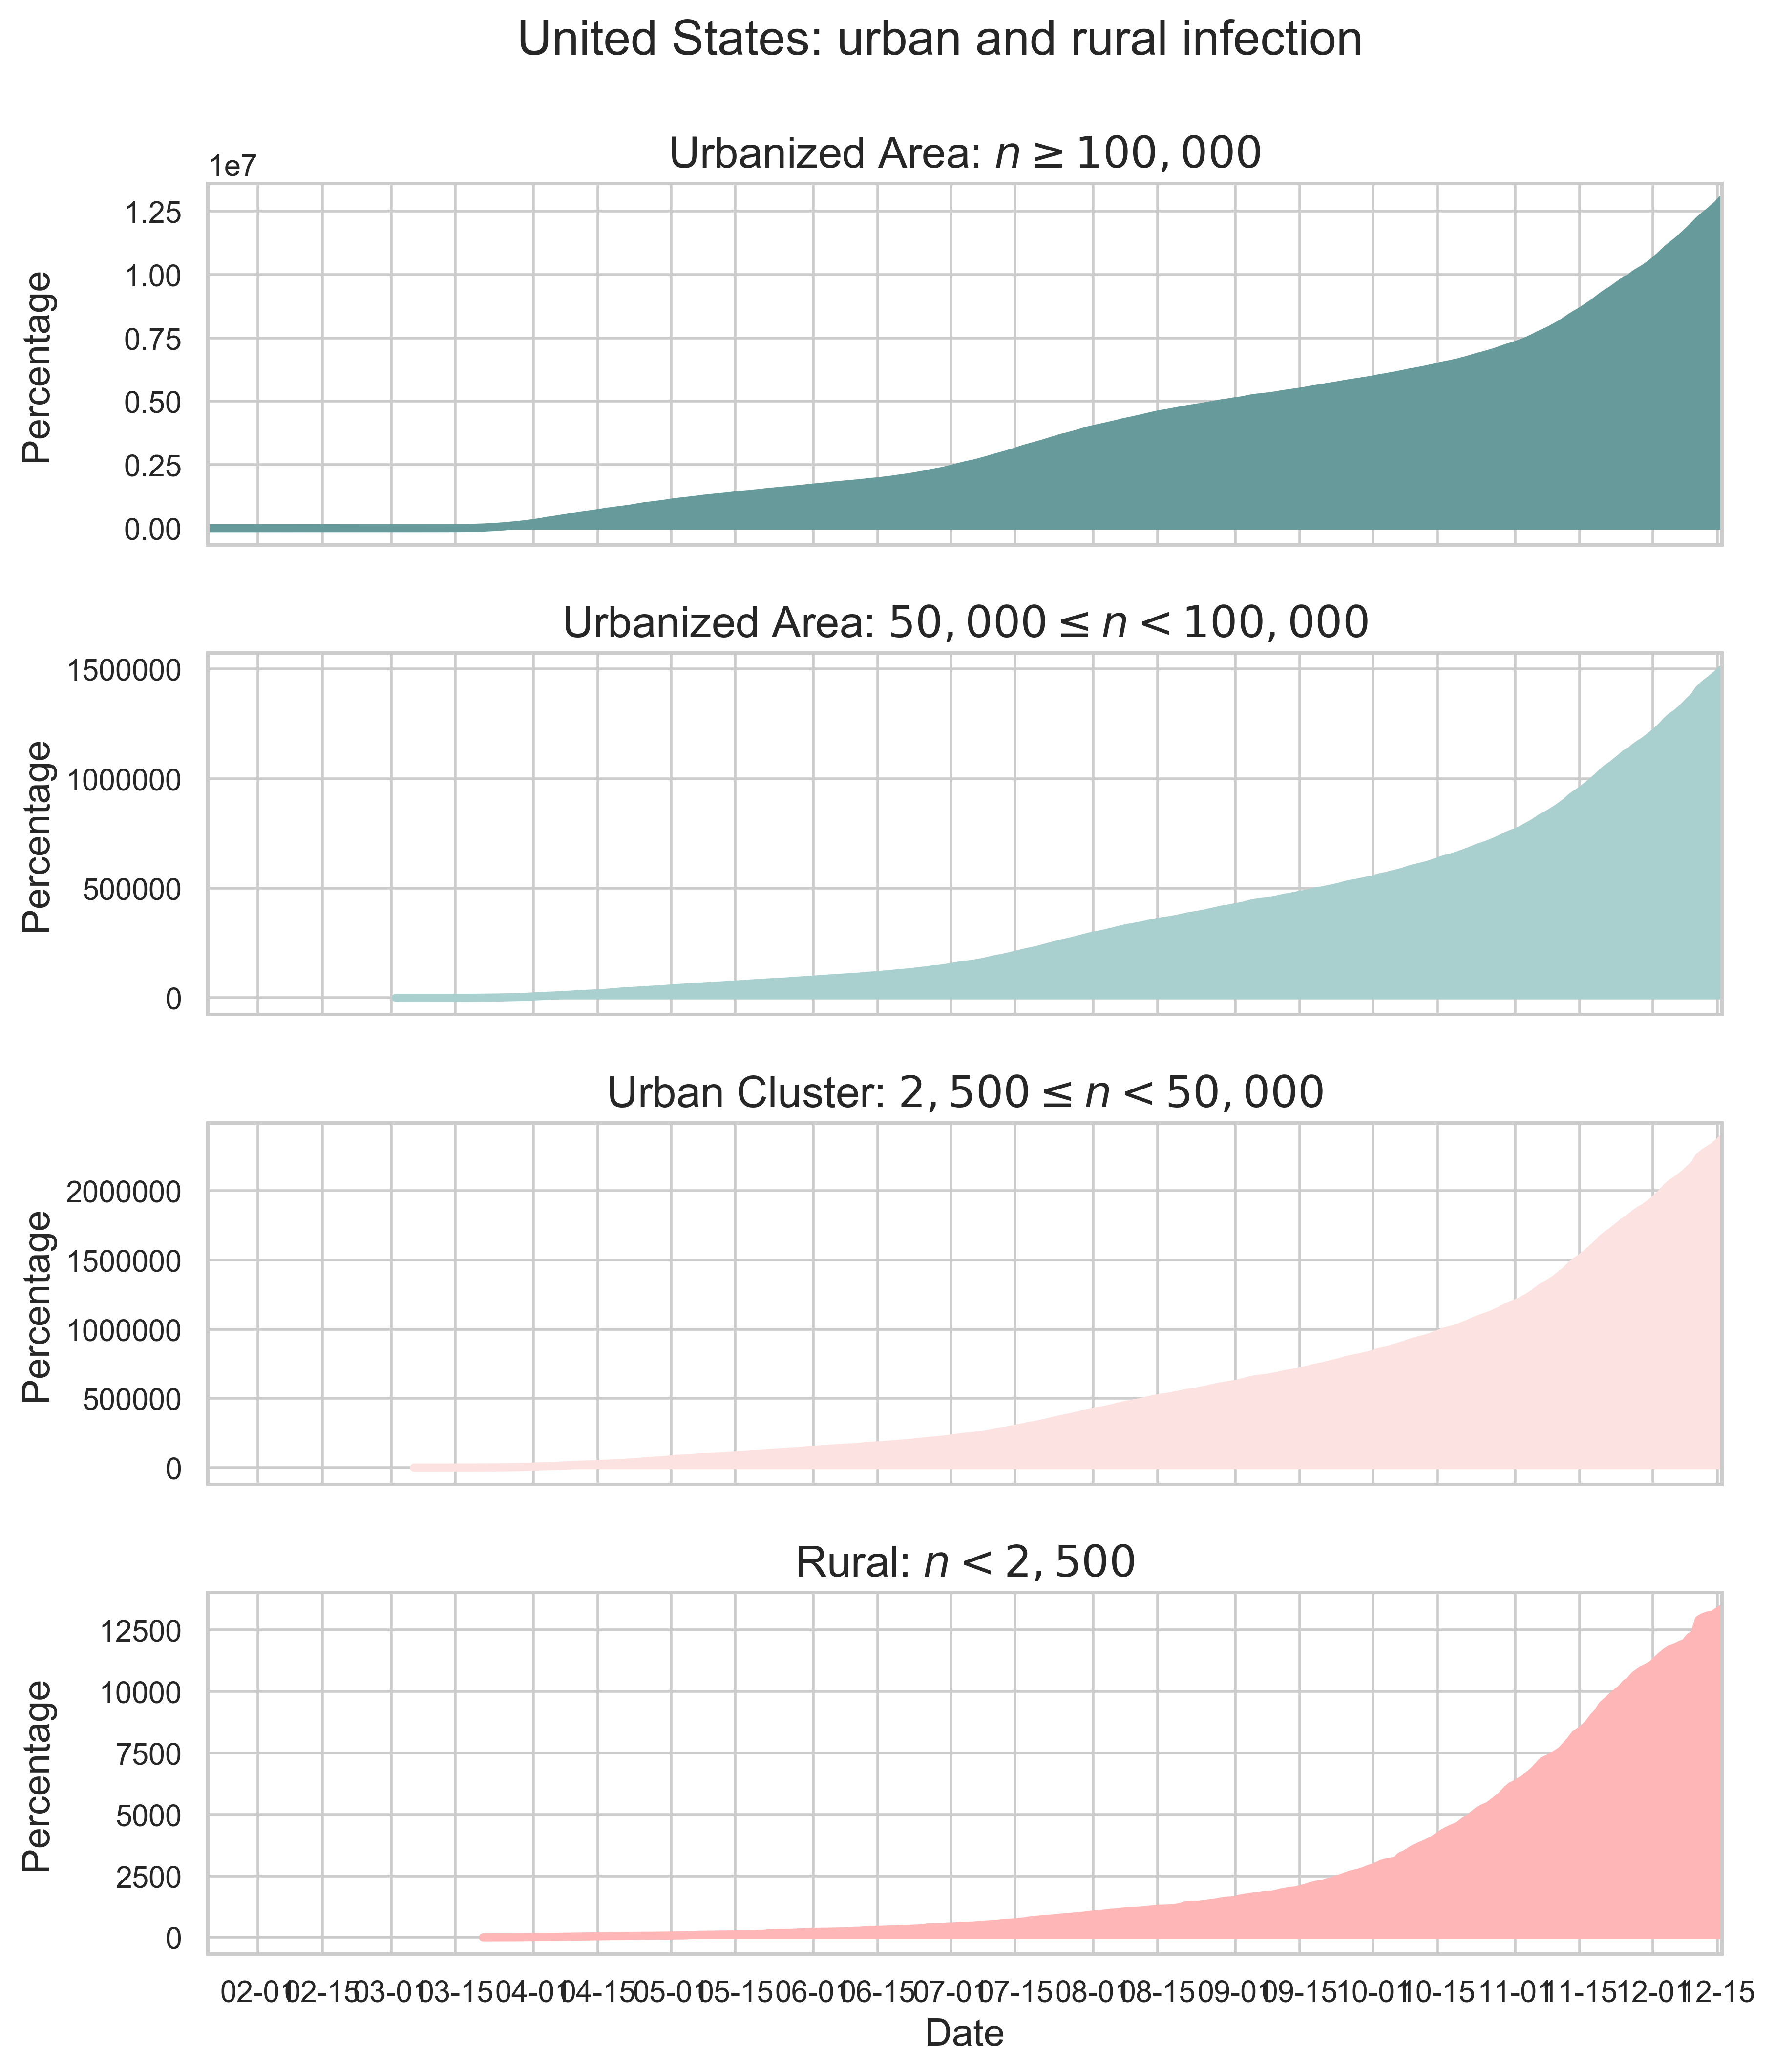 United States: urban and rural infection
Urbanized Area: n ≥ 100, 000
1e7
1.25
1.00
0.75
0.50
0.25
0.00
Percentage
Urbanized Area: 50, 000 ≤ n < 100, 000
1500000
1000000
500000
0
Percentage
Urban Cluster: 2, 500 ≤ n < 50, 000
2000000
1500000
1000000
500000
0
Percentage
Rural: n < 2, 500
12500
10000
7500
5000
2500
0
Percentage
02-01 02-15 03-01 03-15 04-01 04-15 05-01 05-15 06-01 06-15 07-01 07-15 08-01 08-15 09-01 09-15 10-01 10-15 11-01 11-15 12-01 12-15
Date